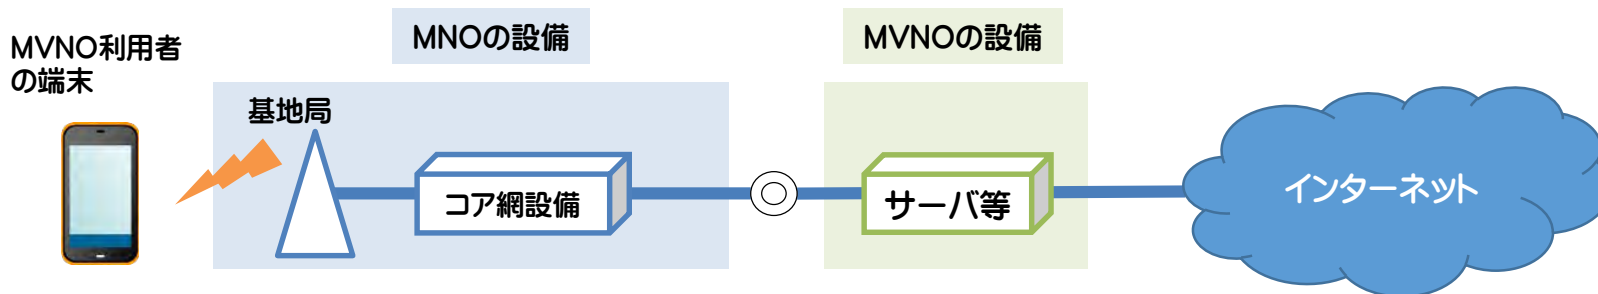 MVNO利用者
の端末
MNOの設備
基地局
コア網設備
MVNOの設備
サーバ等
インターネット